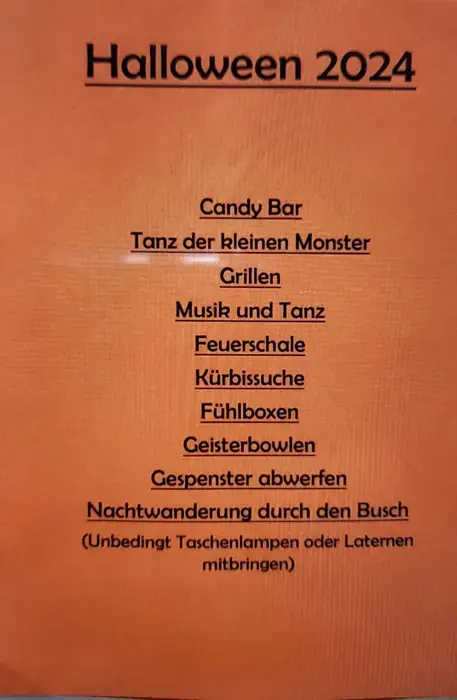 Halloween 2024
Candy Bar
Tanz der kleinen Monster
Grillen
Musik und Tanz
Feuerschale
Kürbissuche
Fühlboxen
Geisterbowlen
Gespenster abwerfen
Nachtwanderung durch den Busch
(Unbedingt Taschenlampen oder Laternen
mitbringen)